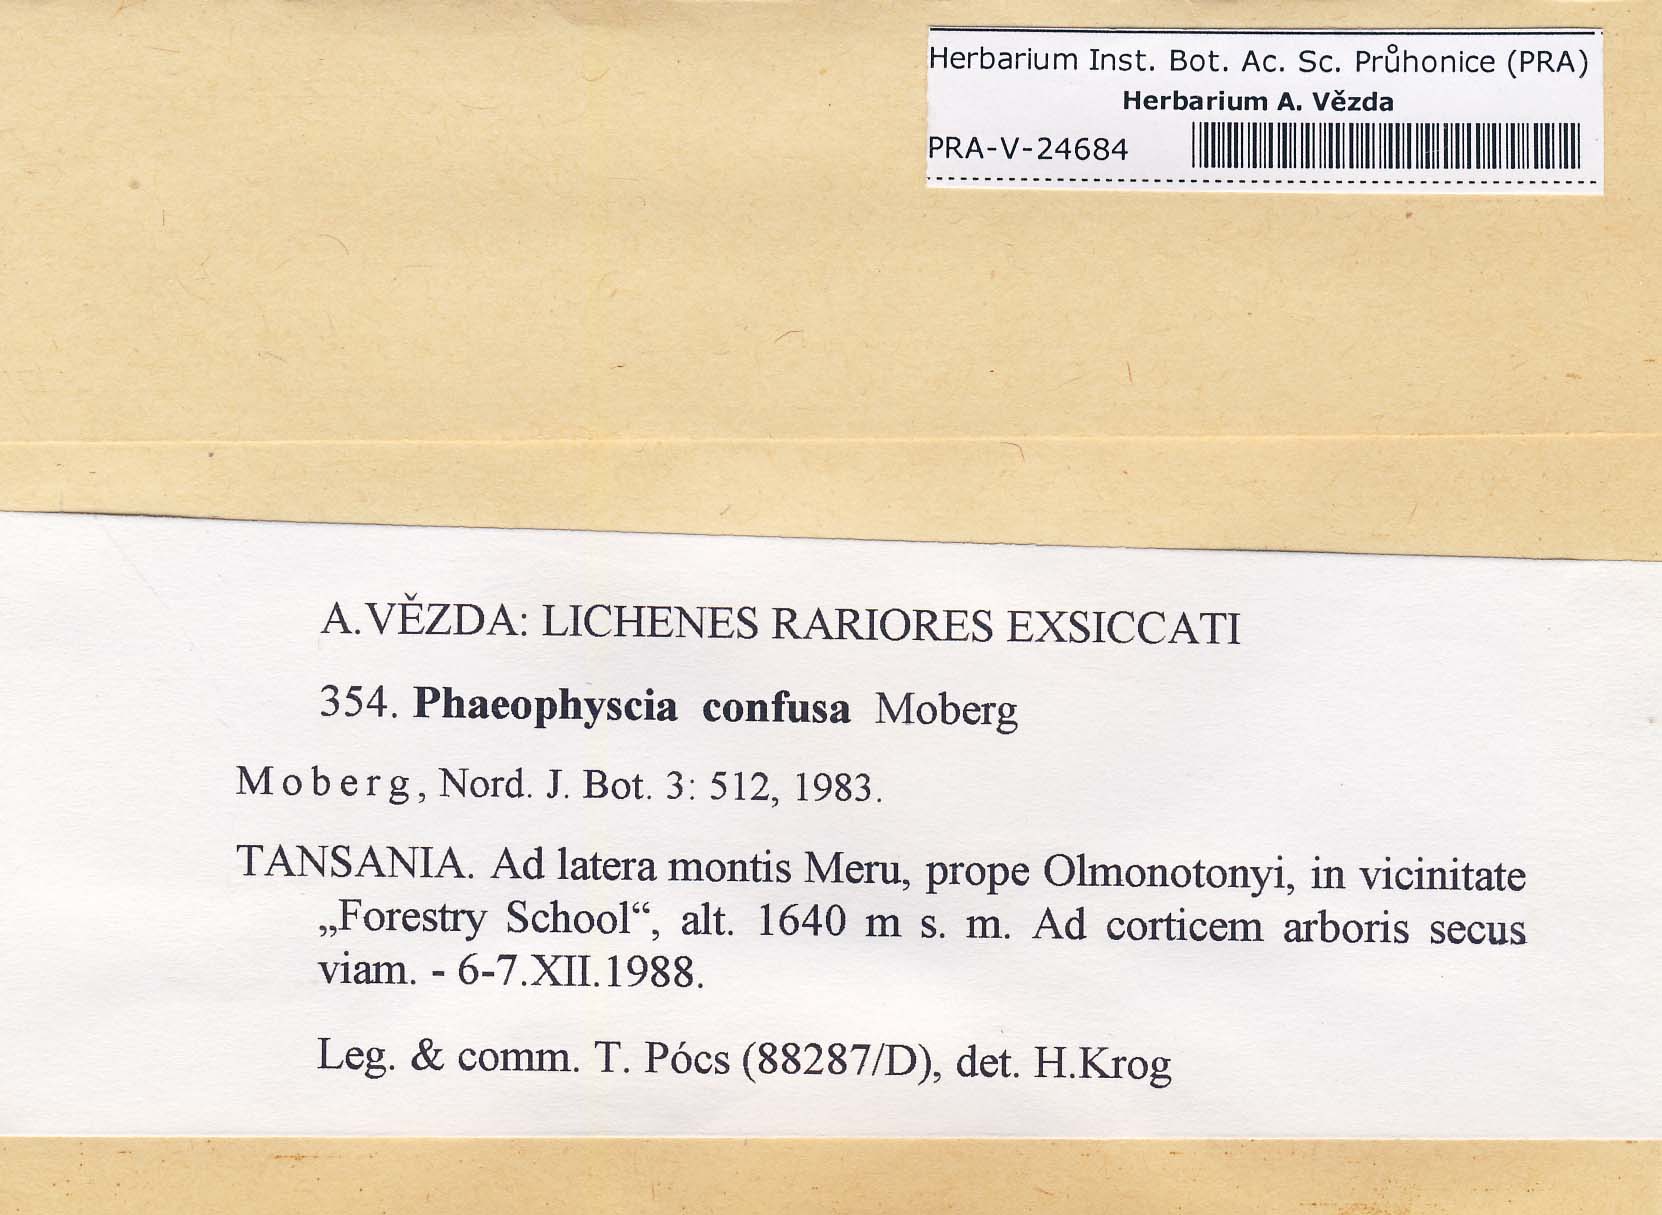 Herbarium Inst. Bot. Ac. Sc. Průhonice (PRA)
Herbarium A. Vězda
PRA-V-24684
A.VĚZDA: LICHENES RARIORES EXSICCATI
354. Phaeophyscia confusa Moberg
Moberg, Nord. J. Bot. 3: 512, 1983.
TANSANIA. Ad latera montis Meru, prope Olmonotonyi, in vicinitate
„Forestry School“, alt. 1640 m s. m. Ad corticem arboris secus
viam. - 6-7.XII.1988.
Leg. & comm. T. Pócs (88287/D), det. H.Krog